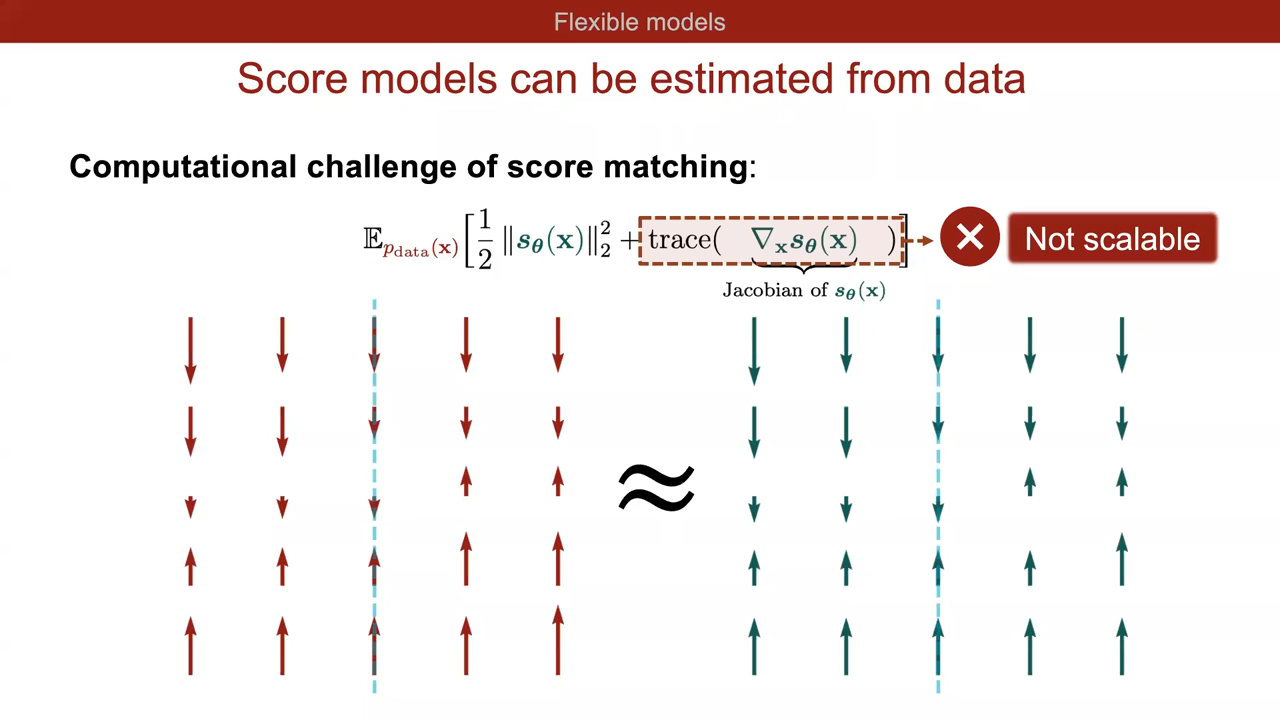 Flexible models
Score models can be estimated from data
Computational challenge of score matching:
𝔼_{p_data(𝐱)} [ 1/2 ‖𝒔_𝜽(𝐱)‖₂² + trace( ∇_𝐱 𝒔_𝜽(𝐱) ) ] Not scalable
Jacobian of 𝒔_𝜽(𝐱)
≈